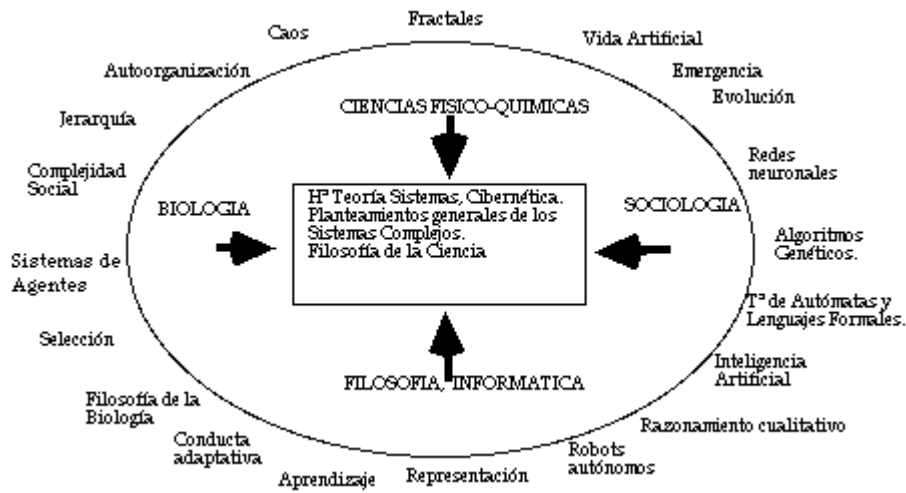 Fractales
Caos
Vida Artificial
Autoorganización
Emergencia
Evolución
CIENCIAS FISICO-QUIMICAS
Jerarquía
Redes
neuronales
Complejidad
Social
BIOLOGIA
Hª Teoría Sistemas, Cibernética.
Planteamientos generales de los
Sistemas Complejos.
Filosofía de la Ciencia
SOCIOLOGIA
Algoritmos
Genéticos.
Sistemas de
Agentes
Tª de Autómatas y
Lenguajes Formales.
Selección
Inteligencia
Artificial
FILOSOFIA, INFORMATICA
Filosofía de la
Biología
Razonamiento cualitativo
Conducta
adaptativa
Robots
autónomos
Aprendizaje
Representación